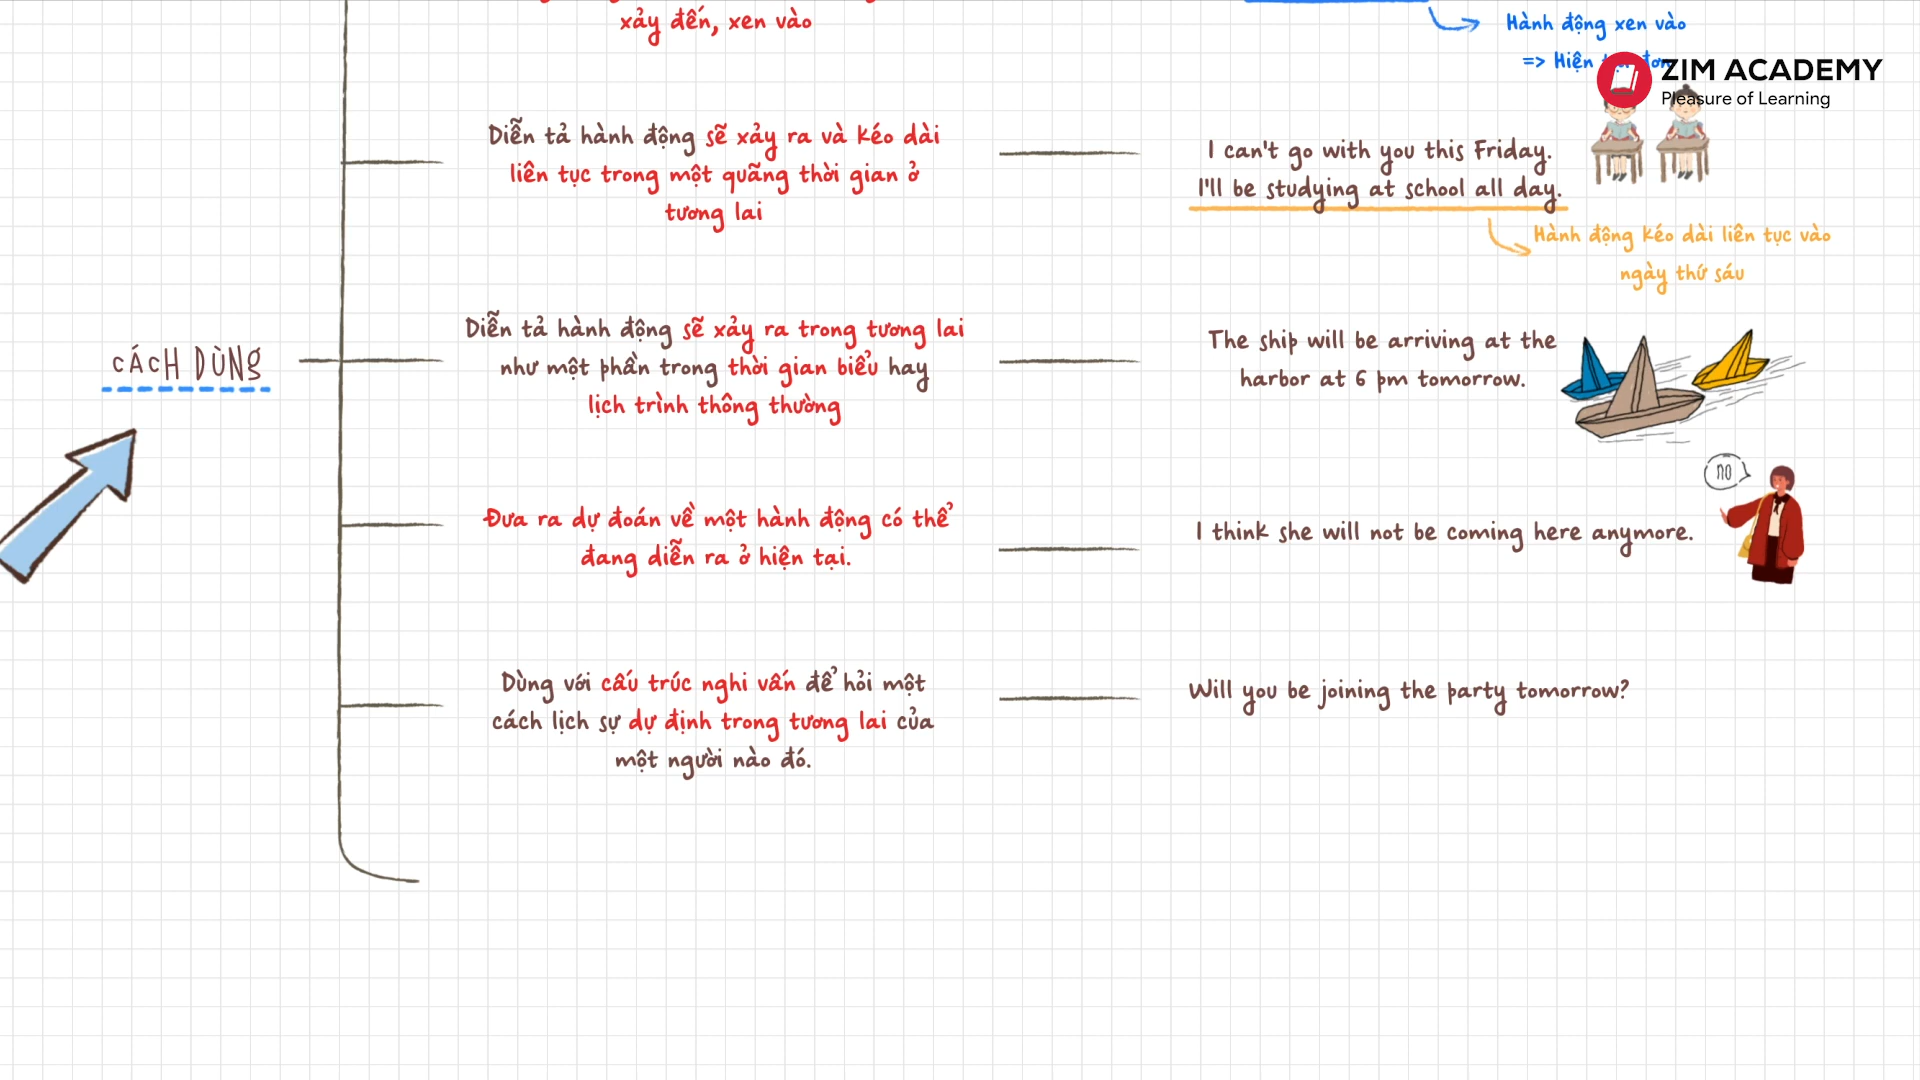 xảy đến, xen vào
Hành động xen vào
=> Hiện
ZIM ACADEMY
Pleasure of Learning
Diễn tả hành động sẽ xảy ra và kéo dài
liên tục trong một quãng thời gian ở
tương lai
I can't go with you this Friday.
I'll be studying at school all day.
Hành động kéo dài liên tục vào
ngày thứ sáu
CÁCH DÙNG
Diễn tả hành động sẽ xảy ra trong tương lai
như một phần trong thời gian biểu hay
lịch trình thông thường
The ship will be arriving at the
harbor at 6 pm tomorrow.
NO
Đưa ra dự đoán về một hành động có thể
đang diễn ra ở hiện tại.
I think she will not be coming here anymore.
Dùng với cấu trúc nghi vấn để hỏi một
cách lịch sự dự định trong tương lai của
một người nào đó.
Will you be joining the party tomorrow?